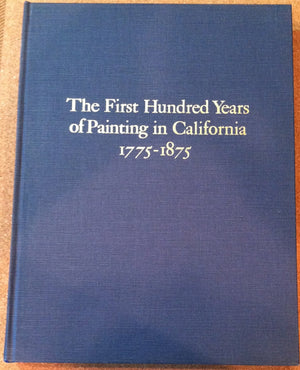 The First Hundred Years
of Painting in California
1775-1875